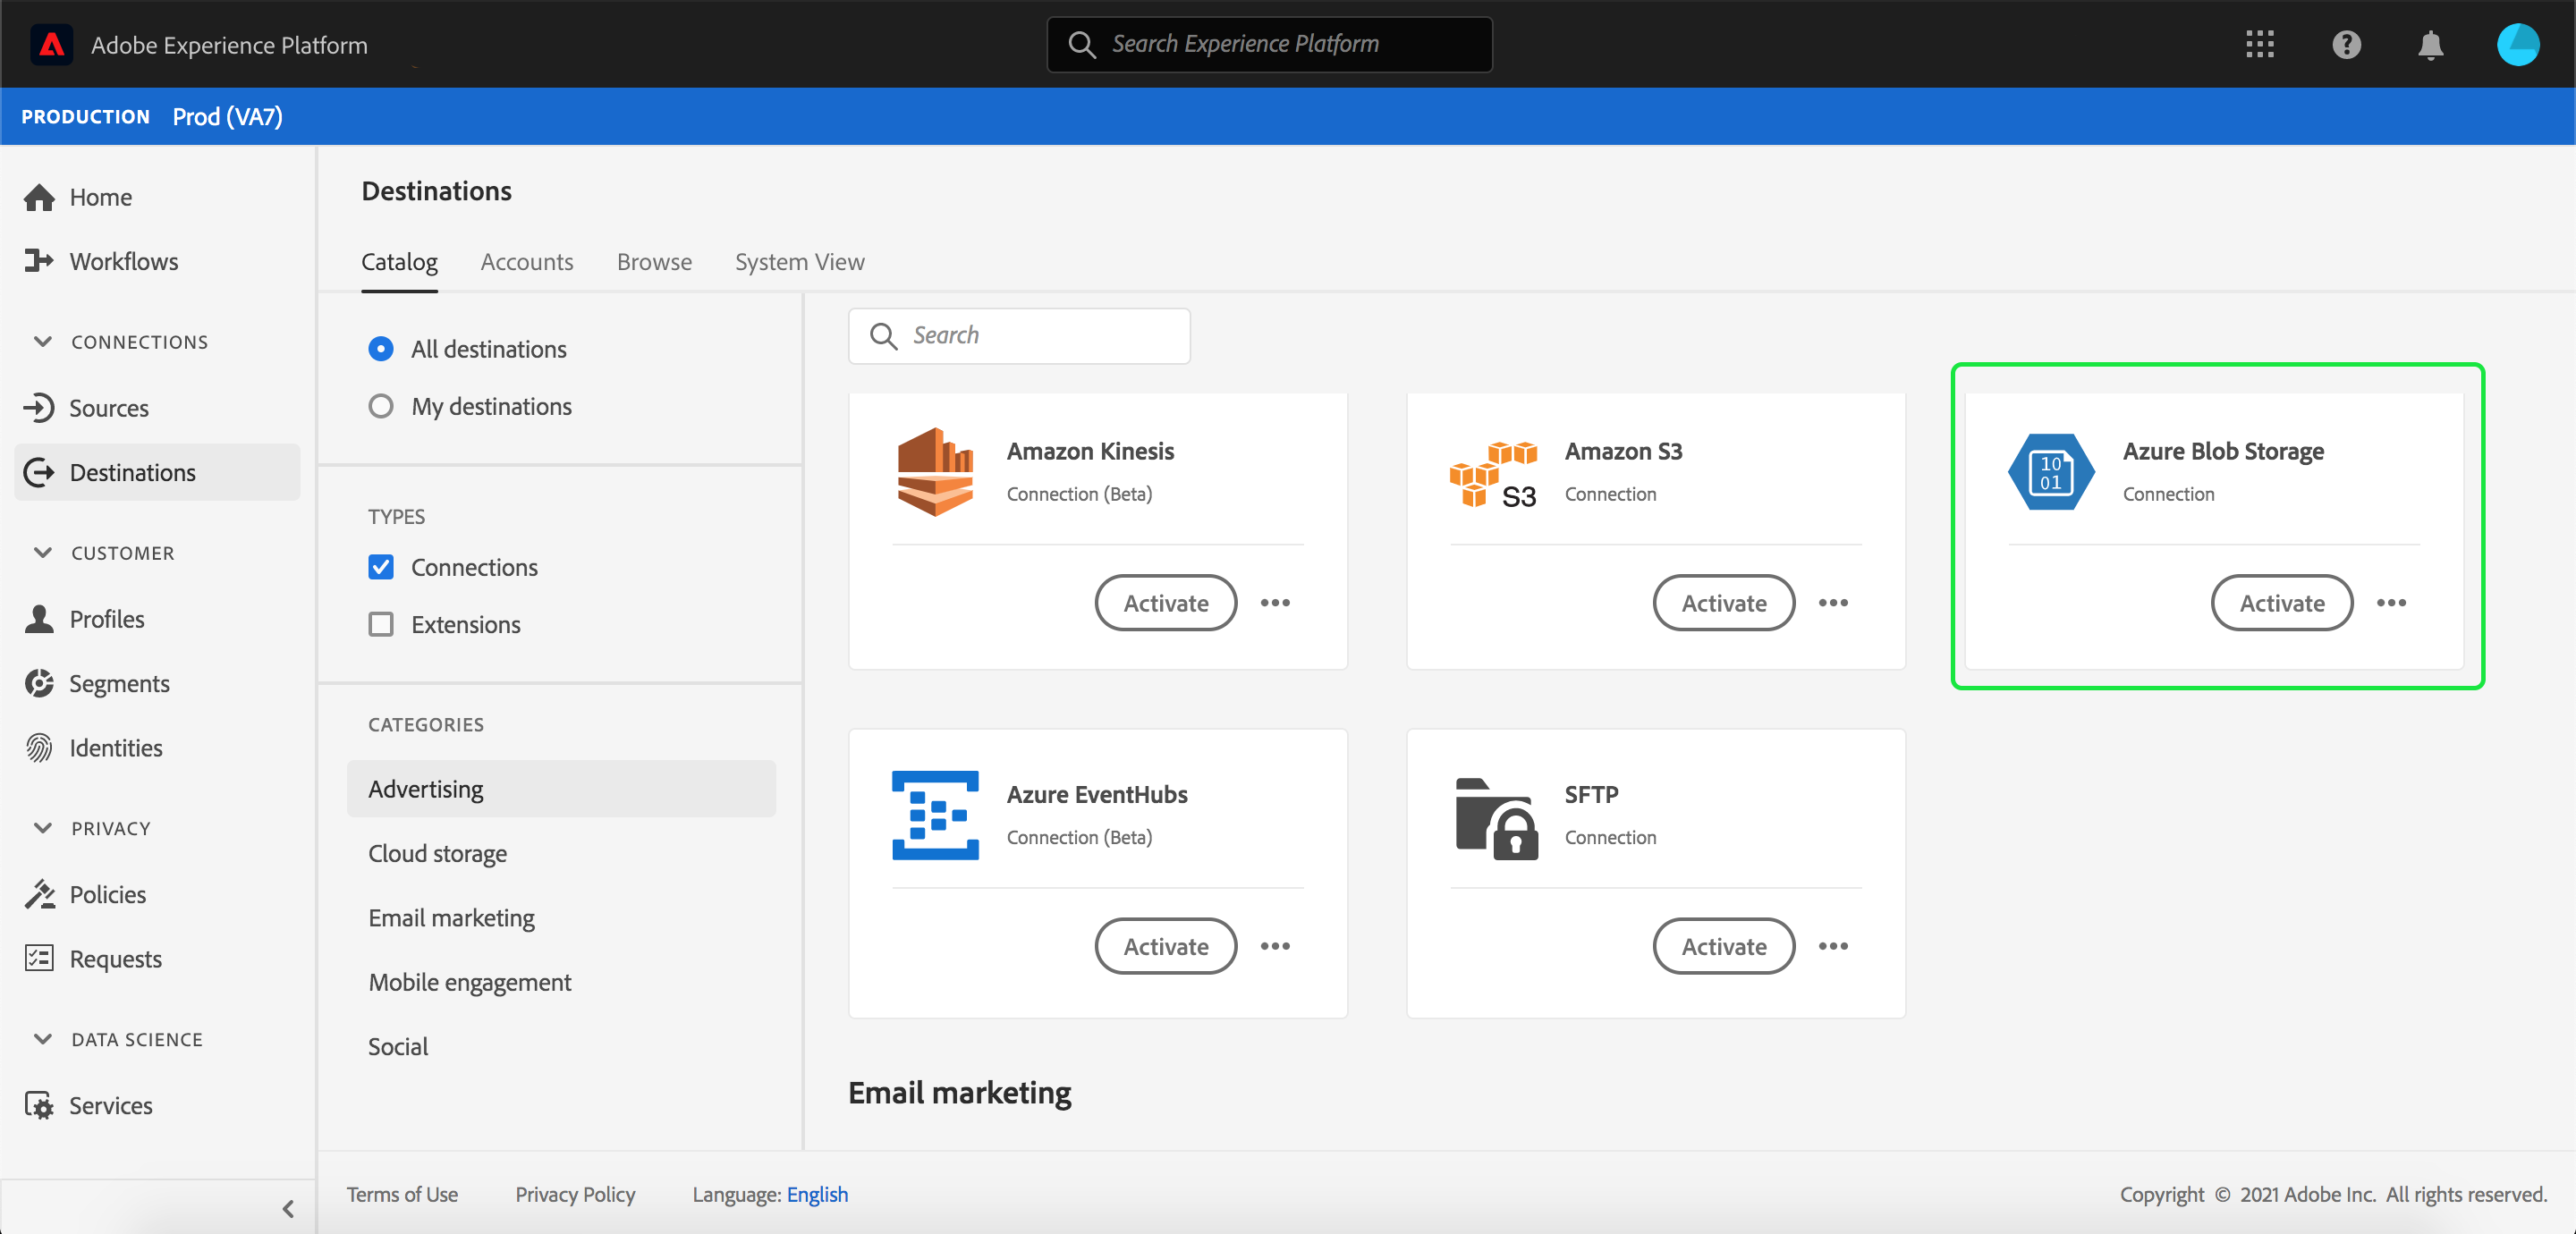 Adobe Experience Platform
Search Experience Platform
PRODUCTION Prod (VA7)
Home
Workflows
CONNECTIONS
Sources
Destinations
CUSTOMER
Profiles
Segments
Identities
PRIVACY
Policies
Requests
DATA SCIENCE
Services
Destinations
Catalog Accounts Browse System View
All destinations
My destinations
TYPES
Connections
Extensions
CATEGORIES
Advertising
Cloud storage
Email marketing
Mobile engagement
Social
Search
Amazon Kinesis
Connection (Beta)
Activate
S3
Amazon S3
Connection
Activate
10
01
Azure Blob Storage
Connection
Activate
Azure EventHubs
Connection (Beta)
Activate
SFTP
Connection
Activate
Email marketing
Terms of Use Privacy Policy Language: English
Copyright © 2021 Adobe Inc. All rights reserved.